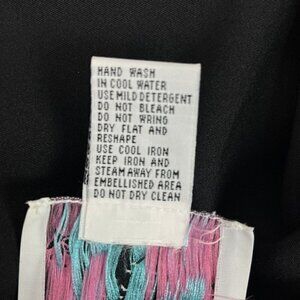 HAND WASH
IN COOL WATER
USE MILD DETERGENT
DO NOT BLEACH
DO NOT WRING
DRY FLAT AND
RESHAPE
USE COOL IRON
KEEP IRON AND
STEAM AWAY FROM
EMBELLISHED AREA
DO NOT DRY CLEAN